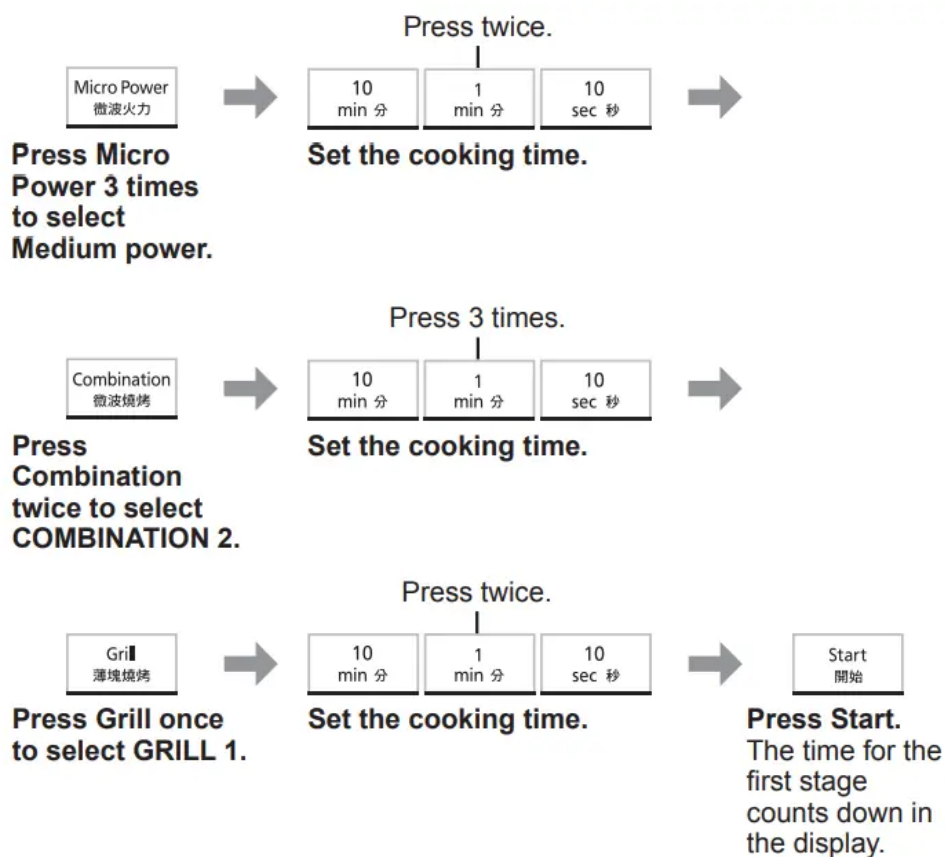 Press twice.
Micro Power
微波火力
10
min 分
1
min 分
10
sec 秒
Press Micro
Power 3 times
to select
Medium power.
Set the cooking time.
Press 3 times.
Combination
微波燒烤
10
min 分
1
min 分
10
sec 秒
Press
Combination
twice to select
COMBINATION 2.
Set the cooking time.
Press twice.
Grill
薄塊燒烤
10
min 分
1
min 分
10
sec 秒
Start
開始
Press Grill once
to select GRILL 1.
Set the cooking time.
Press Start.
The time for the
first stage
counts down in
the display.